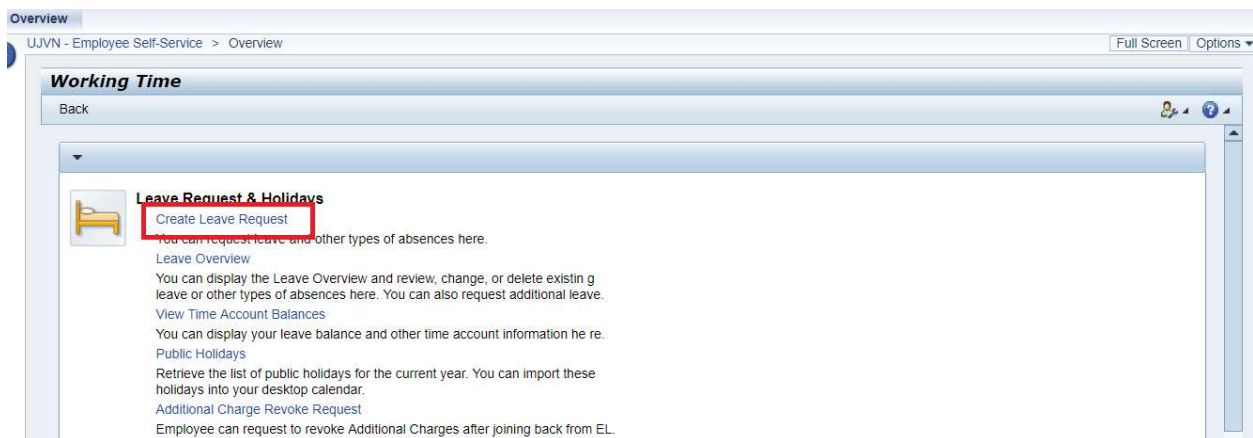 Overview
UJVN - Employee Self-Service > Overview
Full Screen Options
Working Time
Back
Leave Request & Holidays
Create Leave Request
You can request leave and other types of absences here.
Leave Overview
You can display the Leave Overview and review, change, or delete existin g
leave or other types of absences here. You can also request additional leave.
View Time Account Balances
You can display your leave balance and other time account information he re.
Public Holidays
Retrieve the list of public holidays for the current year. You can import these
holidays into your desktop calendar.
Additional Charge Revoke Request
Employee can request to revoke Additional Charges after joining back from EL.